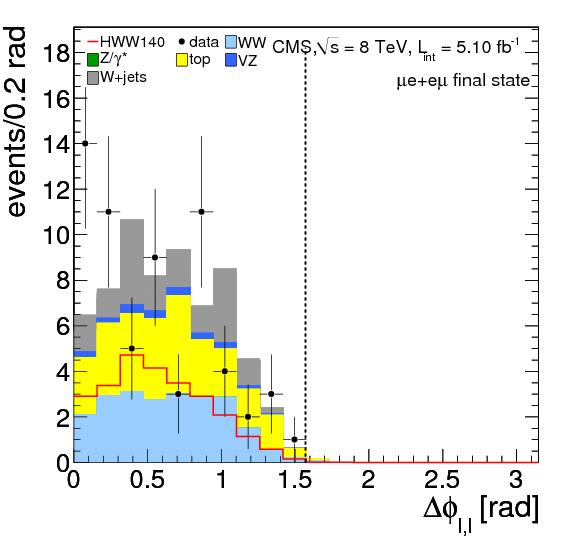 HWW140
data
WW
CMS,√s = 8 TeV, L_int = 5.10 fb⁻¹
Z/γ*
top
VZ
W+jets
μe+eμ final state
events/0.2 rad
18
16
14
12
10
8
6
4
2
0
0 0.5 1 1.5 2 2.5 3
Δϕ_l,l [rad]